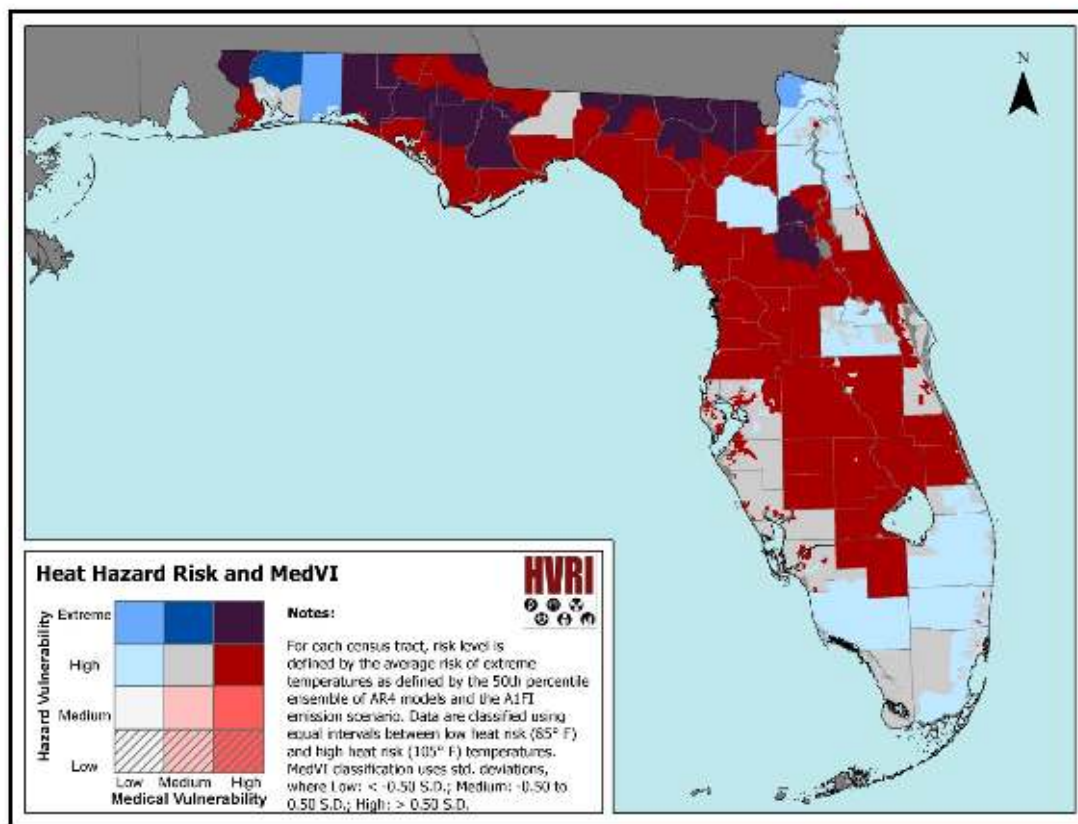 N
Heat Hazard Risk and MedVI
HVRI
Hazard Vulnerability
Extreme
High
Medium
Low
Low Medium High
Medical Vulnerability
Notes:
For each census tract, risk level is
defined by the average risk of extreme
temperatures as defined by the 50th percentile
ensemble of AR4 models and the A1FI
emission scenario. Data are classified using
equal intervals between low heat risk (85° F)
and high heat risk (105° F) temperatures.
MedVI classification uses std. deviations,
where Low: < -0.50 S.D.; Medium: -0.50 to
0.50 S.D.; High: > 0.50 S.D.